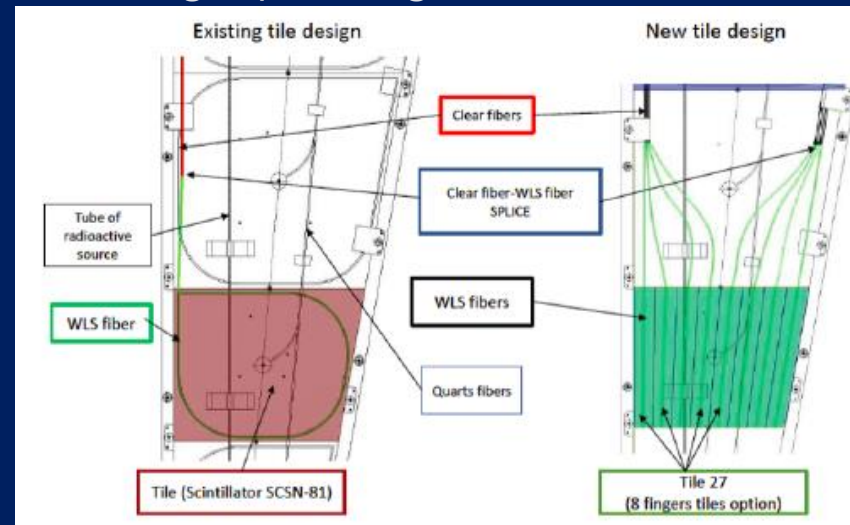 Existing tile design
New tile design
Clear fibers
Clear fiber-WLS fiber
SPLICE
Tube of
radioactive
source
WLS fibers
WLS fiber
Quarts fibers
Tile (Scintillator SCSN-81)
Tile 27
(8 fingers tiles option)